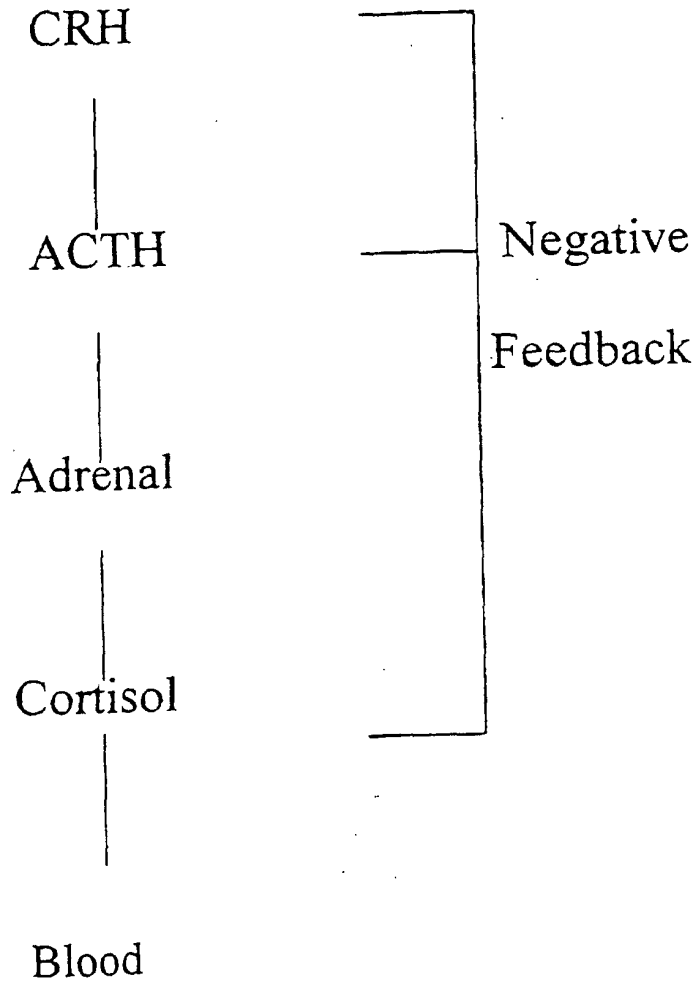 CRH
ACTH
Negative
Feedback
Adrenal
Cortisol
Blood